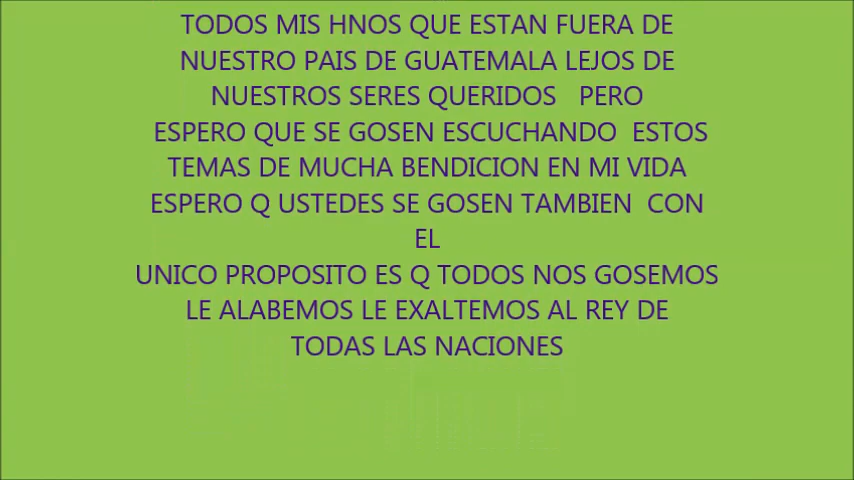 TODOS MIS HNOS QUE ESTAN FUERA DE
NUESTRO PAIS DE GUATEMALA LEJOS DE
NUESTROS SERES QUERIDOS   PERO
ESPERO QUE SE GOSEN ESCUCHANDO  ESTOS
TEMAS DE MUCHA BENDICION EN MI VIDA
ESPERO Q USTEDES SE GOSEN TAMBIEN  CON
EL
UNICO PROPOSITO ES Q TODOS NOS GOSEMOS
LE ALABEMOS LE EXALTEMOS AL REY DE
TODAS LAS NACIONES